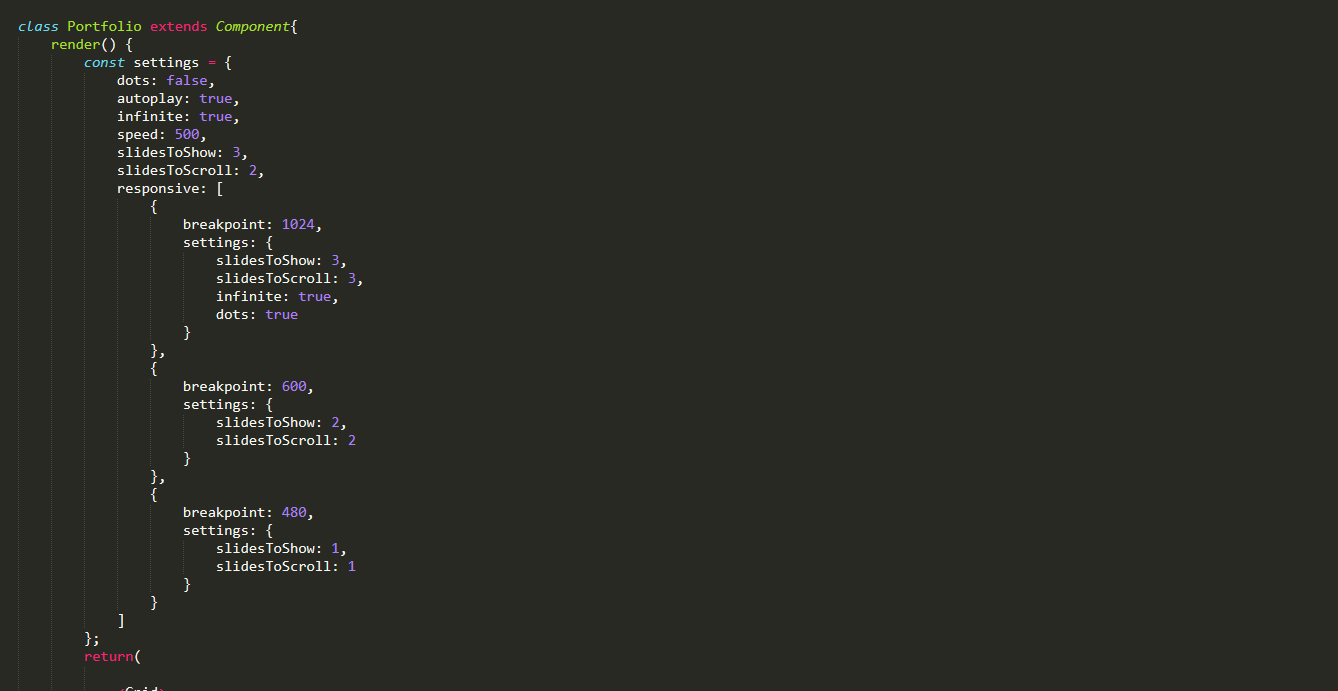 class Portfolio extends Component{
    render() {
        const settings = {
            dots: false,
            autoplay: true,
            infinite: true,
            speed: 500,
            slidesToShow: 3,
            slidesToScroll: 2,
            responsive: [
                {
                    breakpoint: 1024,
                    settings: {
                        slidesToShow: 3,
                        slidesToScroll: 3,
                        infinite: true,
                        dots: true
                    }
                },
                {
                    breakpoint: 600,
                    settings: {
                        slidesToShow: 2,
                        slidesToScroll: 2
                    }
                },
                {
                    breakpoint: 480,
                    settings: {
                        slidesToShow: 1,
                        slidesToScroll: 1
                    }
                }
            ]
        };
        return(
            <Grid>